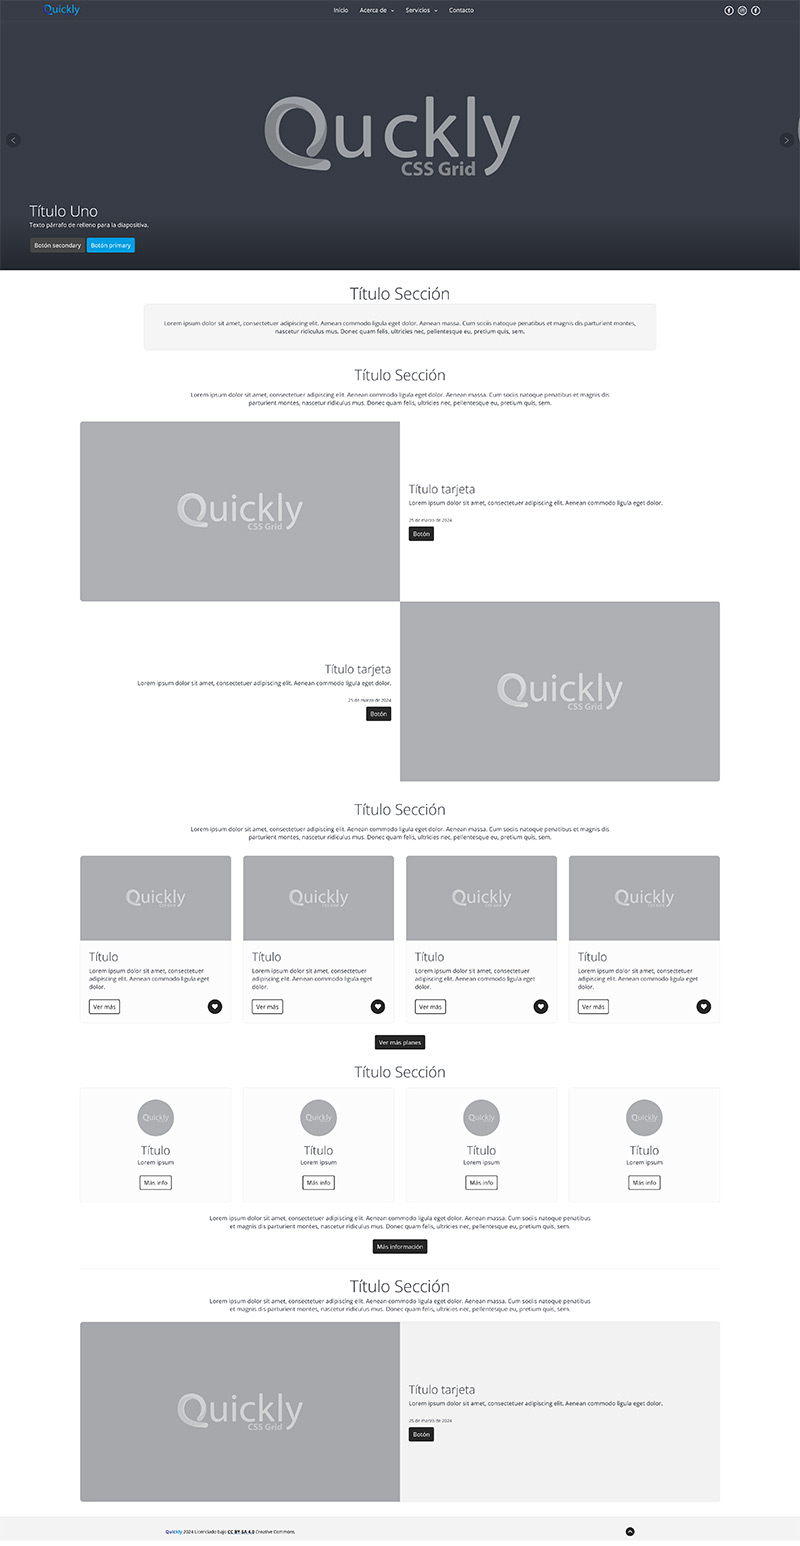 Quickly
Inicio Acerca de Servicios Contacto
Quckly
CSS Grid
Título Uno
Texto párrafo de relleno para la diapositiva.
Botón secondary Botón primary
Título Sección
Lorem ipsum dolor sit amet, consectetuer adipiscing elit. Aenean commodo ligula eget dolor. Aenean massa. Cum sociis natoque penatibus et magnis dis parturient montes,
nascetur ridiculus mus. Donec quam felis, ultricies nec, pellentesque eu, pretium quis, sem.
Título Sección
Lorem ipsum dolor sit amet, consectetuer adipiscing elit. Aenean commodo ligula eget dolor. Aenean massa. Cum sociis natoque penatibus et magnis dis
parturient montes, nascetur ridiculus mus. Donec quam felis, ultricies nec, pellentesque eu, pretium quis, sem.
Quickly
CSS Grid
Título tarjeta
Lorem ipsum dolor sit amet, consectetuer adipiscing elit. Aenean commodo ligula eget dolor.
25 de marzo de 2024
Botón
Título tarjeta
Lorem ipsum dolor sit amet, consectetuer adipiscing elit. Aenean commodo ligula eget dolor.
25 de marzo de 2024
Botón
Quickly
CSS Grid
Título Sección
Lorem ipsum dolor sit amet, consectetuer adipiscing elit. Aenean commodo ligula eget dolor. Aenean massa. Cum sociis natoque penatibus et magnis dis
parturient montes, nascetur ridiculus mus. Donec quam felis, ultricies nec, pellentesque eu, pretium quis, sem.
Quickly
CSS Grid
Título
Lorem ipsum dolor sit amet, consectetuer
adipiscing elit. Aenean commodo ligula eget
dolor.
Ver más
Quickly
CSS Grid
Título
Lorem ipsum dolor sit amet, consectetuer
adipiscing elit. Aenean commodo ligula eget
dolor.
Ver más
Quickly
CSS Grid
Título
Lorem ipsum dolor sit amet, consectetuer
adipiscing elit. Aenean commodo ligula eget
dolor.
Ver más
Quickly
CSS Grid
Título
Lorem ipsum dolor sit amet, consectetuer
adipiscing elit. Aenean commodo ligula eget
dolor.
Ver más
Ver más planes
Título Sección
Quickly
Título
Lorem ipsum
Más info
Quickly
Título
Lorem ipsum
Más info
Quickly
Título
Lorem ipsum
Más info
Quickly
Título
Lorem ipsum
Más info
Lorem ipsum dolor sit amet, consectetuer adipiscing elit. Aenean commodo ligula eget dolor. Aenean massa. Cum sociis natoque penatibus
et magnis dis parturient montes, nascetur ridiculus mus. Donec quam felis, ultricies nec, pellentesque eu, pretium quis, sem.
Más información
Título Sección
Lorem ipsum dolor sit amet, consectetuer adipiscing elit. Aenean commodo ligula eget dolor. Aenean massa. Cum sociis natoque penatibus
et magnis dis parturient montes, nascetur ridiculus mus. Donec quam felis, ultricies nec, pellentesque eu, pretium quis, sem.
Quickly
CSS Grid
Título tarjeta
Lorem ipsum dolor sit amet, consectetuer adipiscing elit. Aenean commodo ligula eget dolor.
25 de marzo de 2024
Botón
Quickly 2024 Licenciado bajo CC BY-SA 4.0 Creative Commons